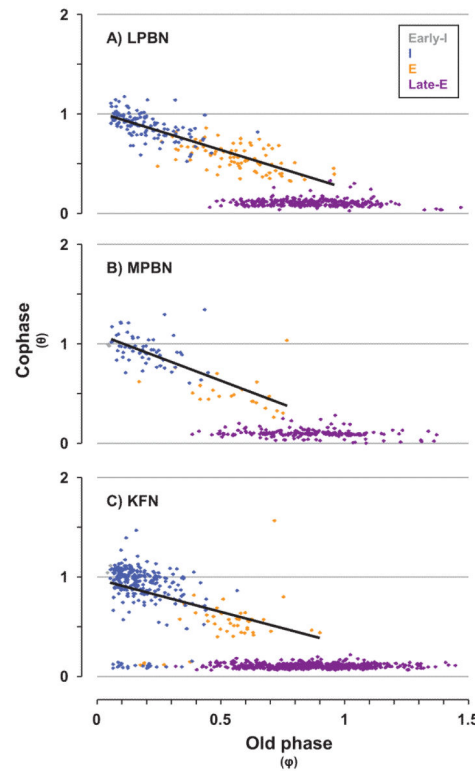 2
A) LPBN
Early-I
I
E
Late-E
1
0
2
B) MPBN
1
0
2
C) KFN
1
0
Cophase
(θ)
0 0.5 1 1.5
Old phase
(φ)